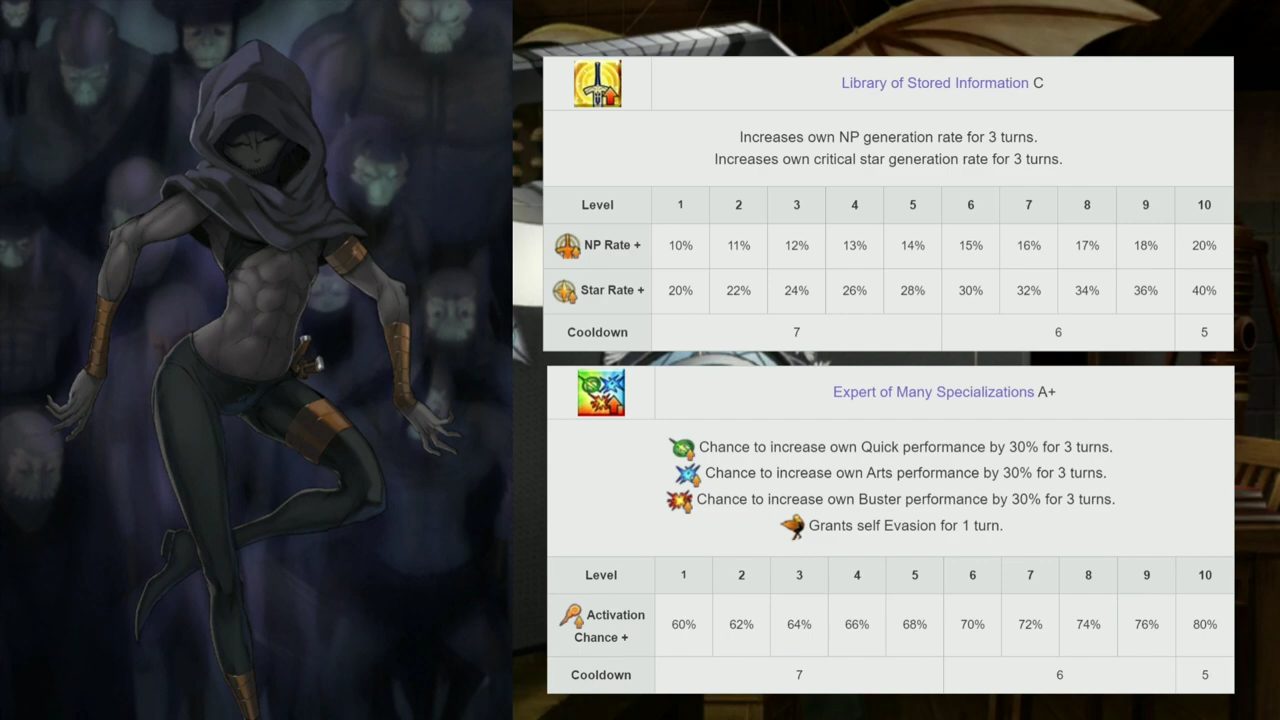 Library of Stored Information C
Increases own NP generation rate for 3 turns.
Increases own critical star generation rate for 3 turns.
Level 1 2 3 4 5 6 7 8 9 10
NP Rate + 10% 11% 12% 13% 14% 15% 16% 17% 18% 20%
Star Rate + 20% 22% 24% 26% 28% 30% 32% 34% 36% 40%
Cooldown 7 6 5
Expert of Many Specializations A+
Chance to increase own Quick performance by 30% for 3 turns.
Chance to increase own Arts performance by 30% for 3 turns.
Chance to increase own Buster performance by 30% for 3 turns.
Grants self Evasion for 1 turn.
Level 1 2 3 4 5 6 7 8 9 10
Activation
Chance + 60% 62% 64% 66% 68% 70% 72% 74% 76% 80%
Cooldown 7 6 5